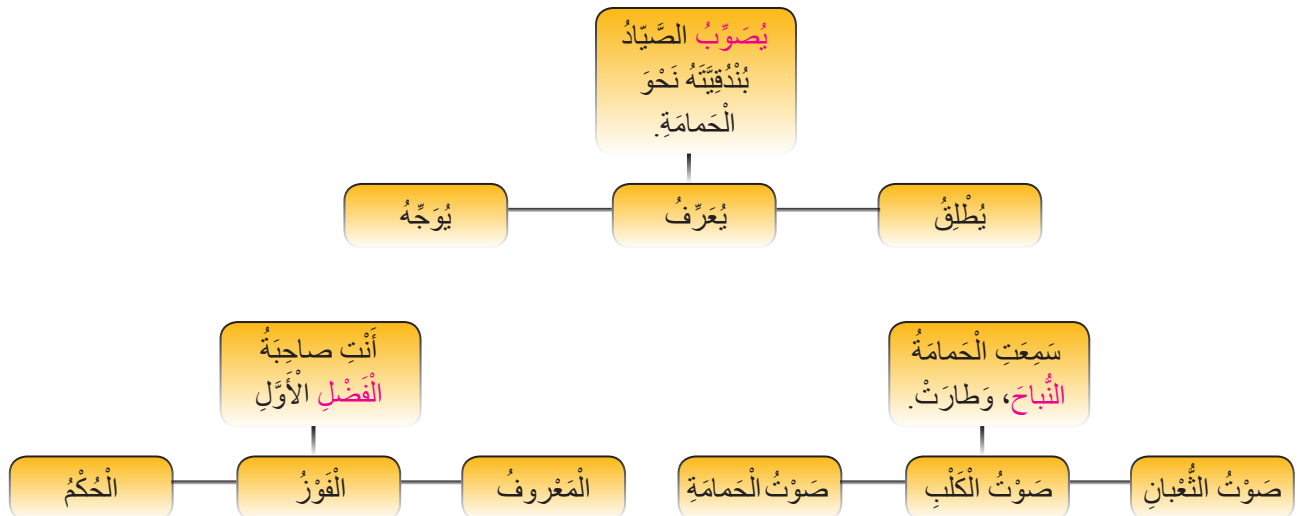 يُصَوِّبُ الصَّيّادُ
بُنْدُقِيَّتَهُ نَحْوَ
الْحَمامَةِ.
يُطْلِقُ
يُعَرِّفُ
يُوَجِّهُ
سَمِعَتِ الْحَمامَةُ
النُّباحَ، وَطارَتْ.
صَوْتُ الثُّعْبانِ
صَوْتُ الْكَلْبِ
صَوْتُ الْحَمامَةِ
أَنْتِ صاحِبَةُ
الْفَضْلِ الْأَوَّلِ
الْمَعْروفُ
الْفَوْزُ
الْحُكْمُ